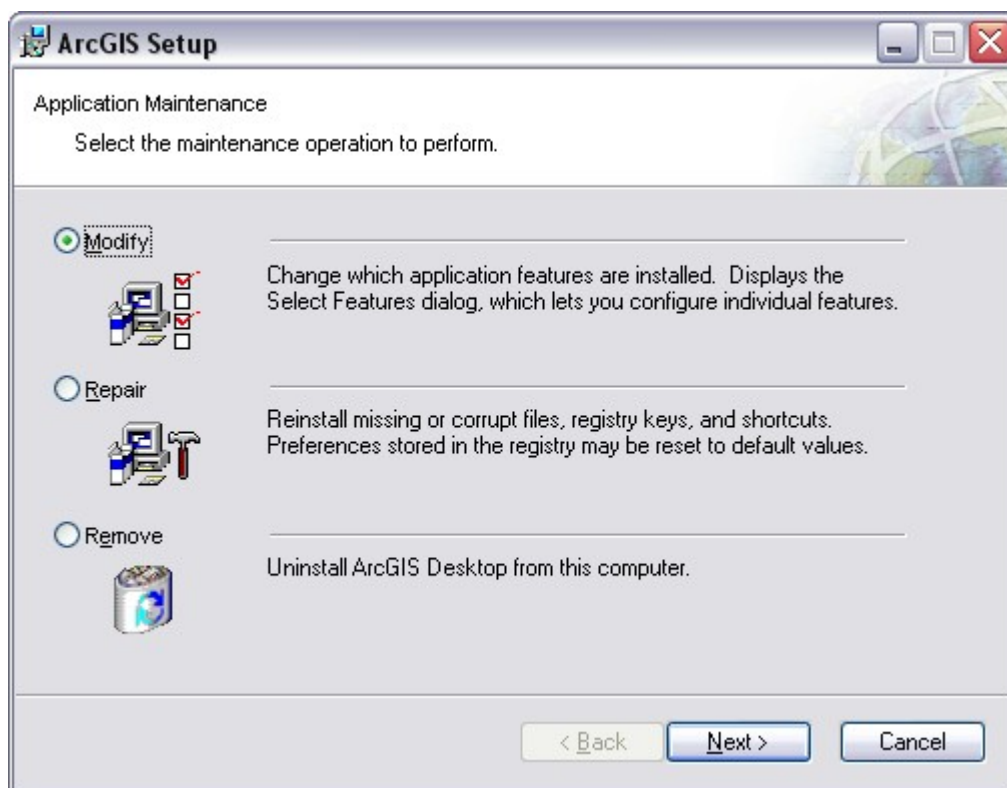 ArcGIS Setup
Application Maintenance
Select the maintenance operation to perform.
Modify
Change which application features are installed.  Displays the
Select Features dialog, which lets you configure individual features.
Repair
Reinstall missing or corrupt files, registry keys, and shortcuts.
Preferences stored in the registry may be reset to default values.
Remove
Uninstall ArcGIS Desktop from this computer.
< Back
Next >
Cancel